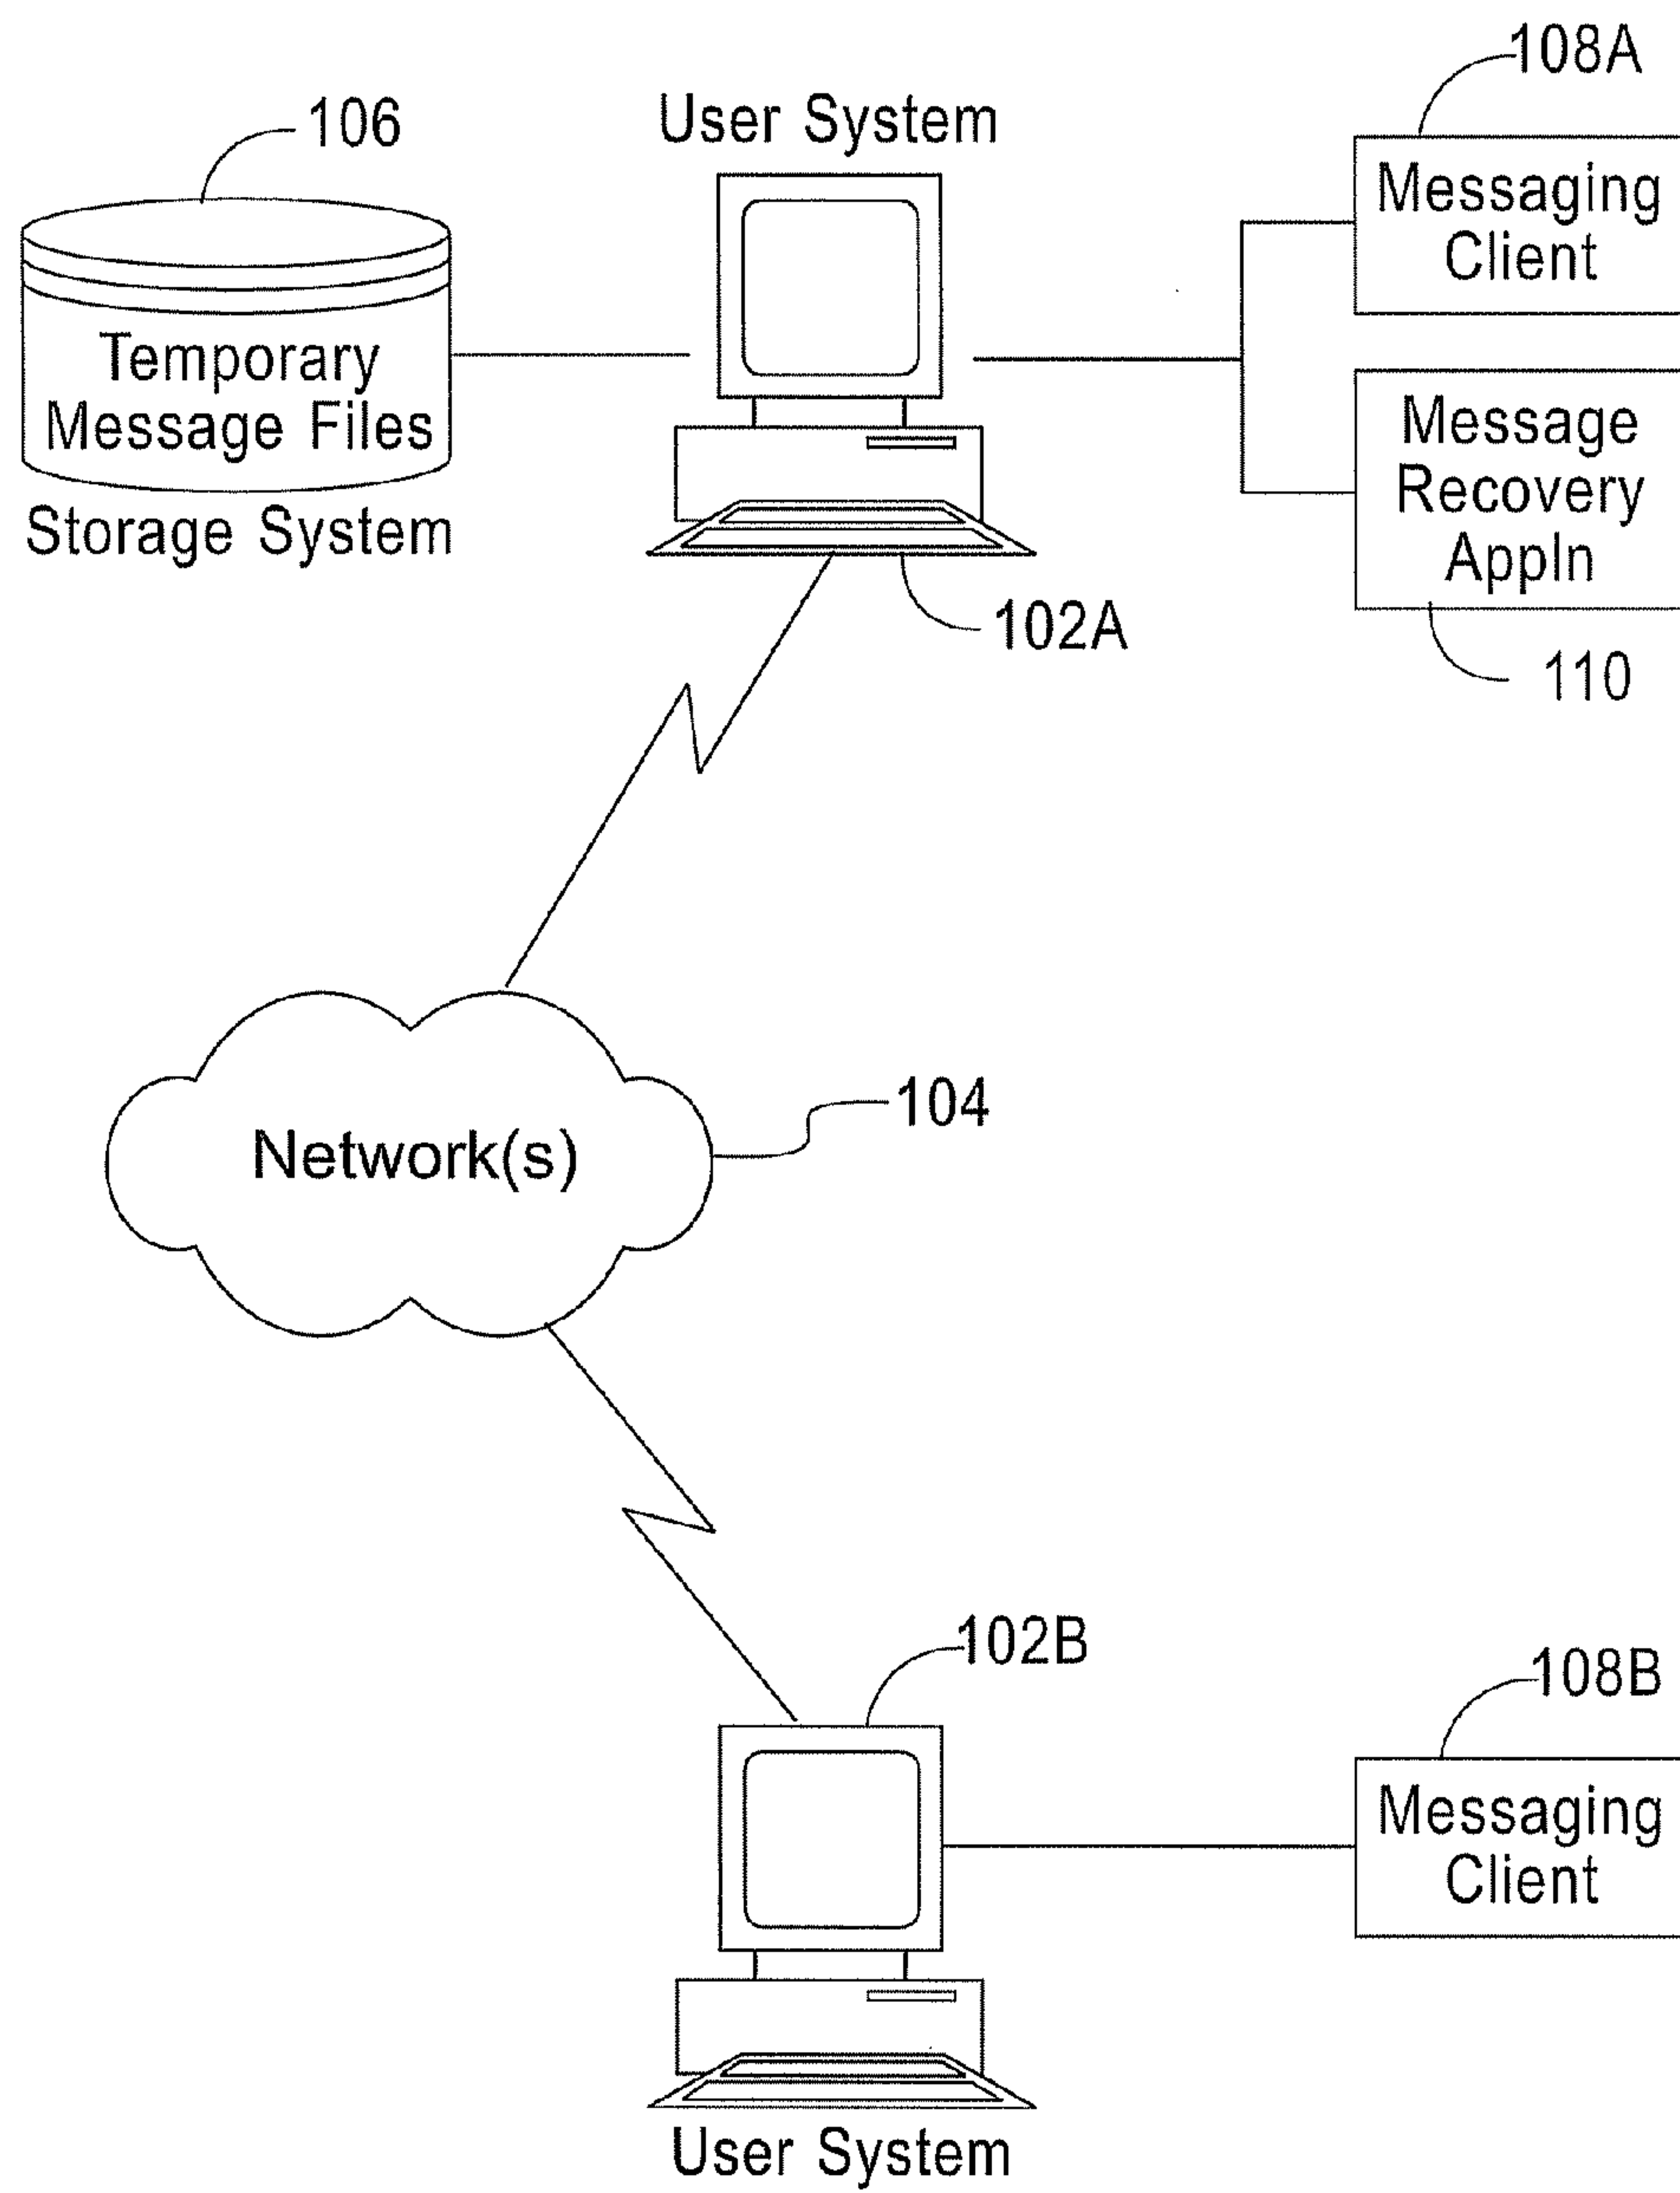 108A
106
User System
Messaging
Client
Temporary
Message Files
Storage System
Message
Recovery
Appln
102A
110
104
Network(s)
102B
108B
Messaging
Client
User System